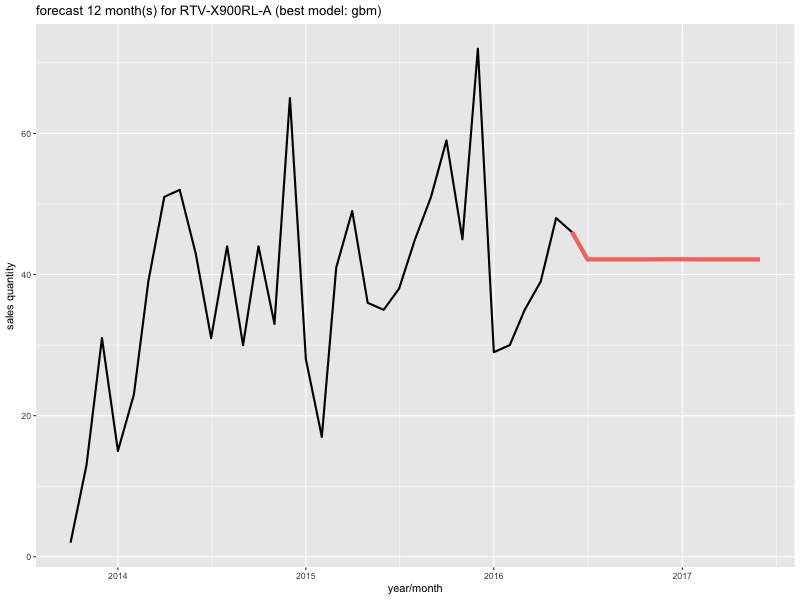 forecast 12 month(s) for RTV-X900RL-A (best model: gbm)
60
40
20
0
sales quantity
2014 2015 2016 2017
year/month